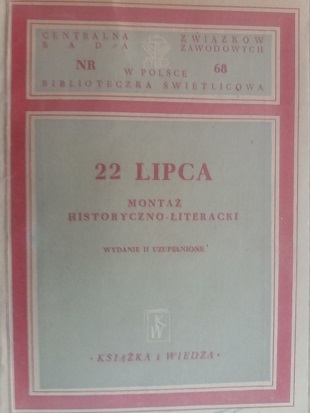 CENTRALNA RADA ZWIĄZKÓW ZAWODOWYCH
W POLSCE
NR 68
BIBLIOTECZKA ŚWIETLICOWA
22 LIPCA
MONTAŻ
HISTORYCZNO-LITERACKI
WYDANIE II UZUPEŁNIONE
KW
• KSIĄŻKA i WIEDZA •